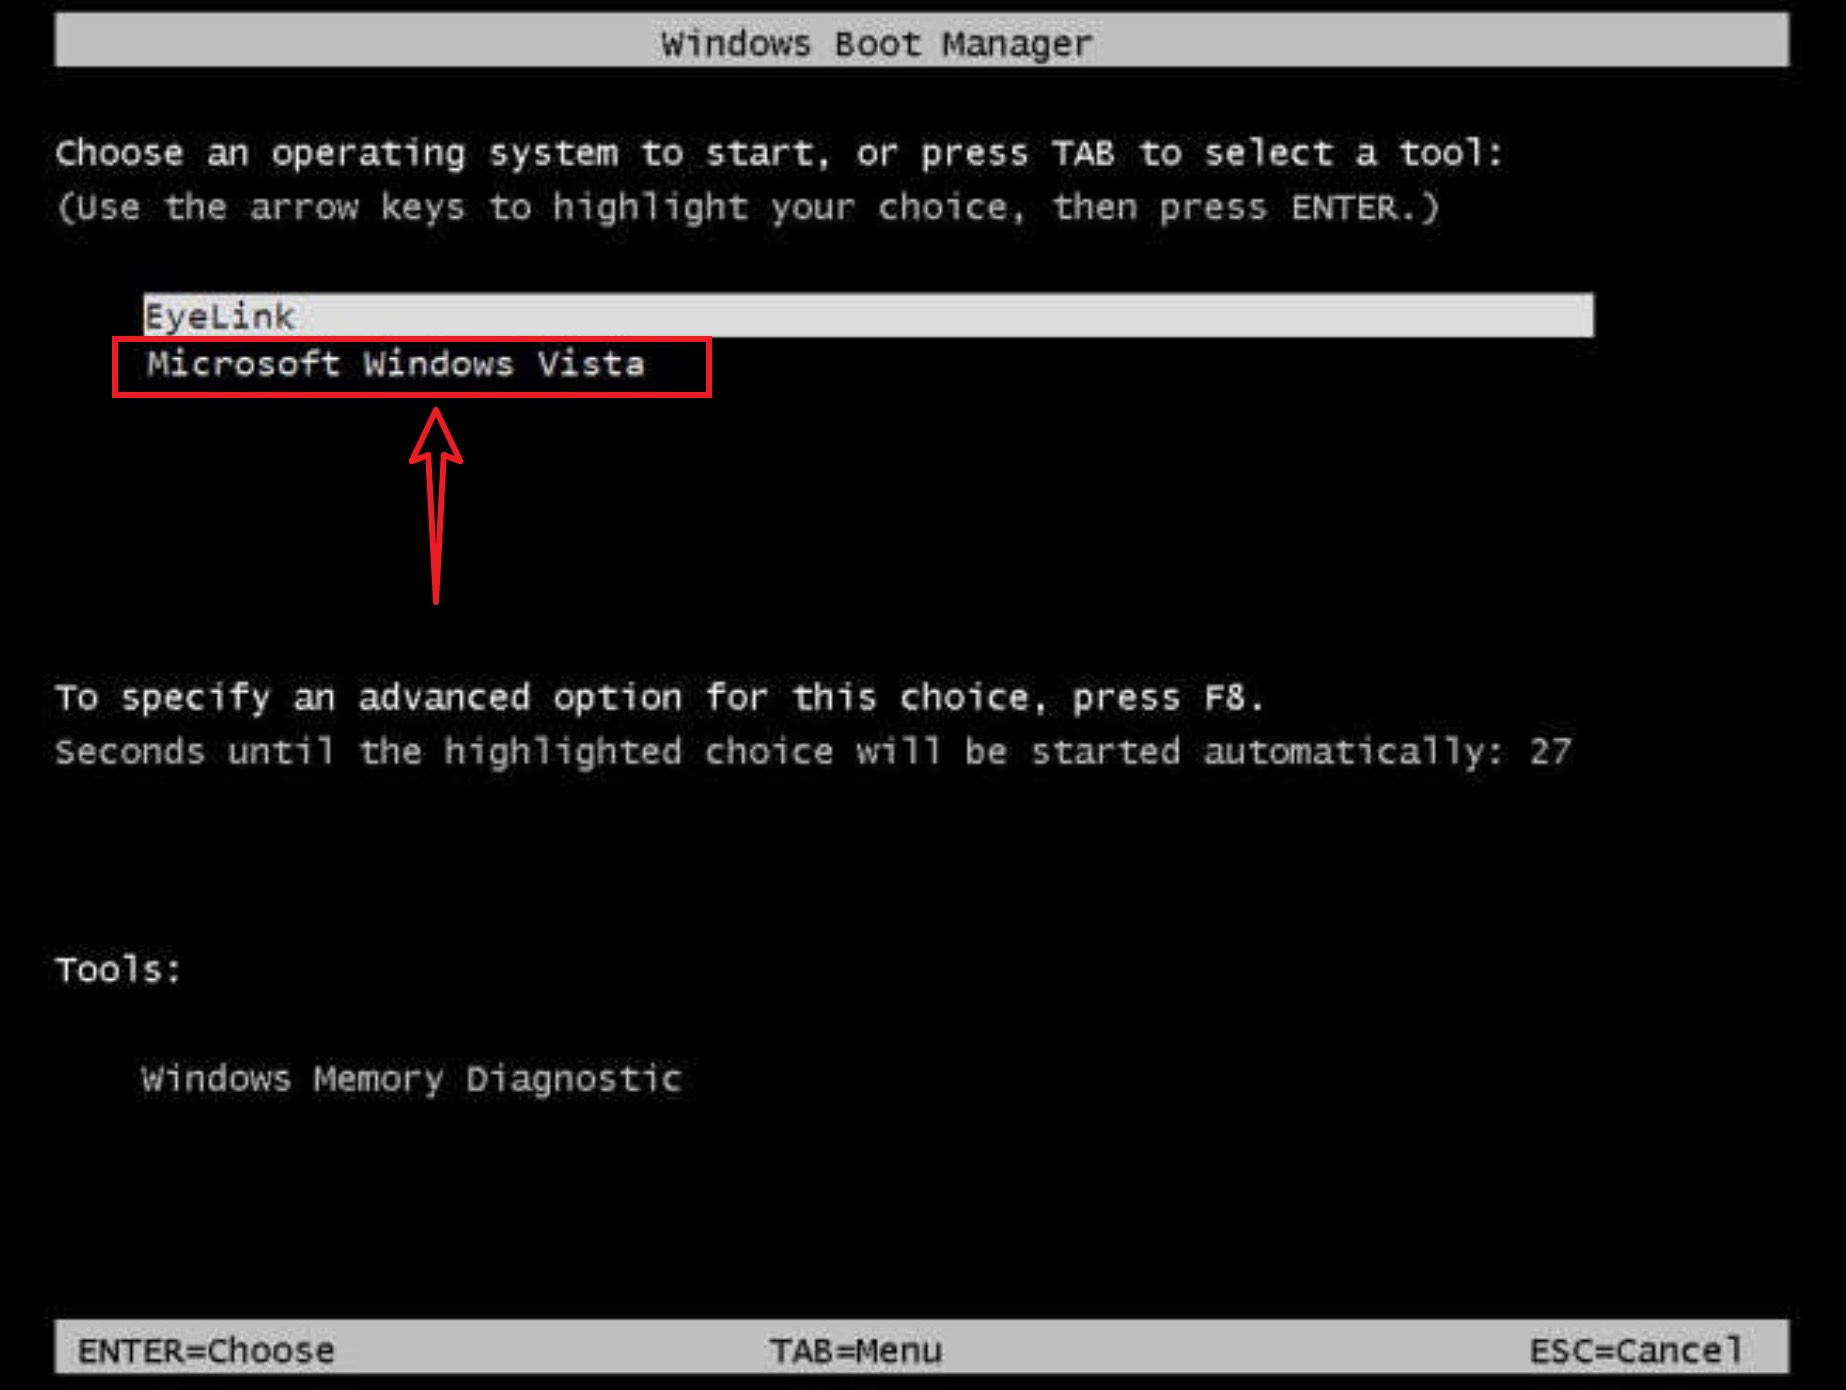 Windows Boot Manager
Choose an operating system to start, or press TAB to select a tool:
(Use the arrow keys to highlight your choice, then press ENTER.)
EyeLink
Microsoft Windows Vista
To specify an advanced option for this choice, press F8.
Seconds until the highlighted choice will be started automatically: 27
Tools:
Windows Memory Diagnostic
ENTER=Choose TAB=Menu ESC=Cancel